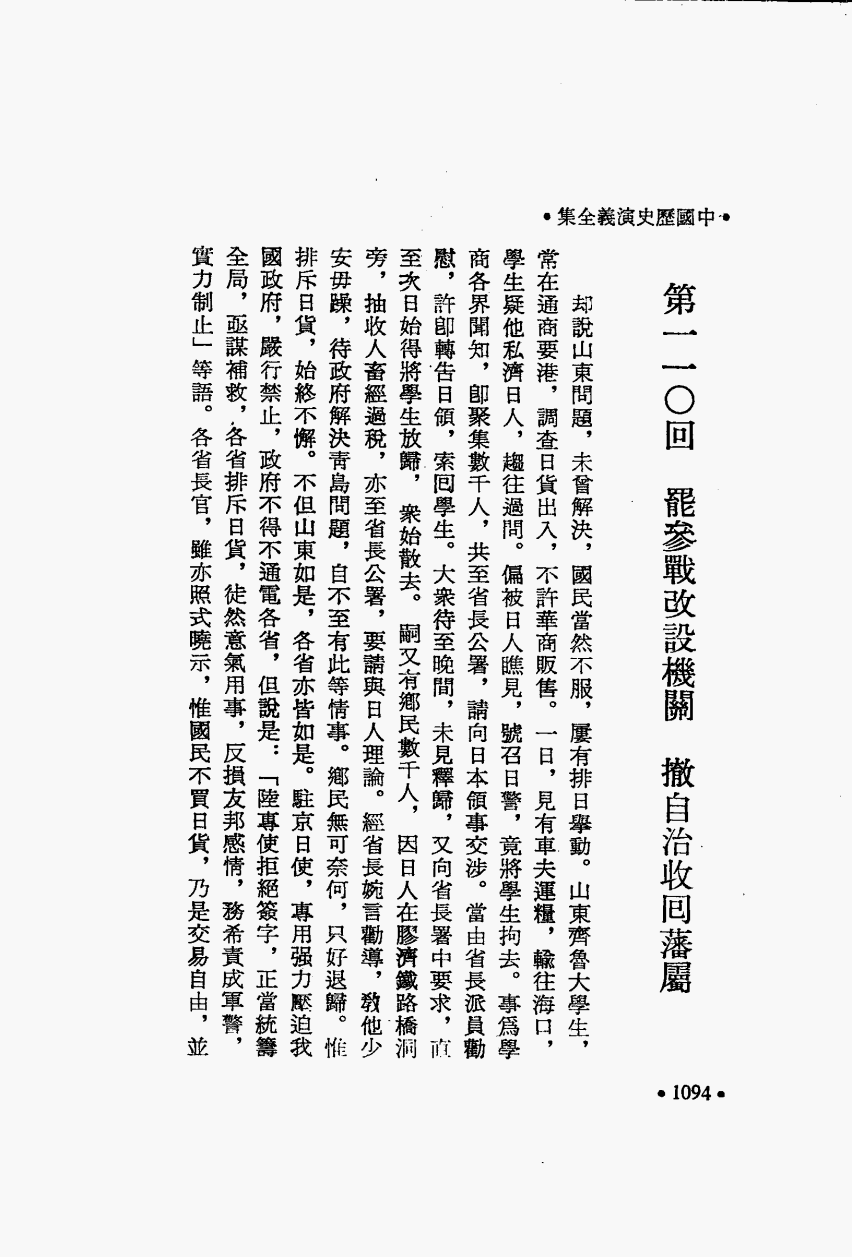 •中國歷史演義全集•
第一一〇回　罷參戰改設機關　撤自治收回藩屬
却說山東問題，未曾解決，國民當然不服，屢有排日舉動。山東齊魯大學生，
常在通商要港，調查日貨出入，不許華商販售。一日，見有車夫運糧，輸往海口，
學生疑他私濟日人，趨往過問。偏被日人瞧見，號召日警，竟將學生拘去。事爲學
商各界聞知，卽聚集數千人，共至省長公署，請向日本領事交涉。當由省長派員勸
慰，許卽轉告日領，索回學生。大衆待至晚間，未見釋歸，又向省長署中要求，直
至次日始得將學生放歸，衆始散去。嗣又有鄉民數千人，因日人在膠濟鐵路橋洞
旁，抽收人畜經過稅，亦至省長公署，要請與日人理論。經省長婉言勸導，敎他少
安毋躁，待政府解決靑島問題，自不至有此等情事。鄉民無可奈何，只好退歸。惟
排斥日貨，始終不懈。不但山東如是，各省亦皆如是。駐京日使，專用强力壓迫我
國政府，嚴行禁止，政府不得不通電各省，但說是：「陸專使拒絕簽字，正當統籌
全局，亟謀補救，各省排斥日貨，徒然意氣用事，反損友邦感情，務希責成軍警，
實力制止」等語。各省長官，雖亦照式曉示，惟國民不買日貨，乃是交易自由，並
•1094•